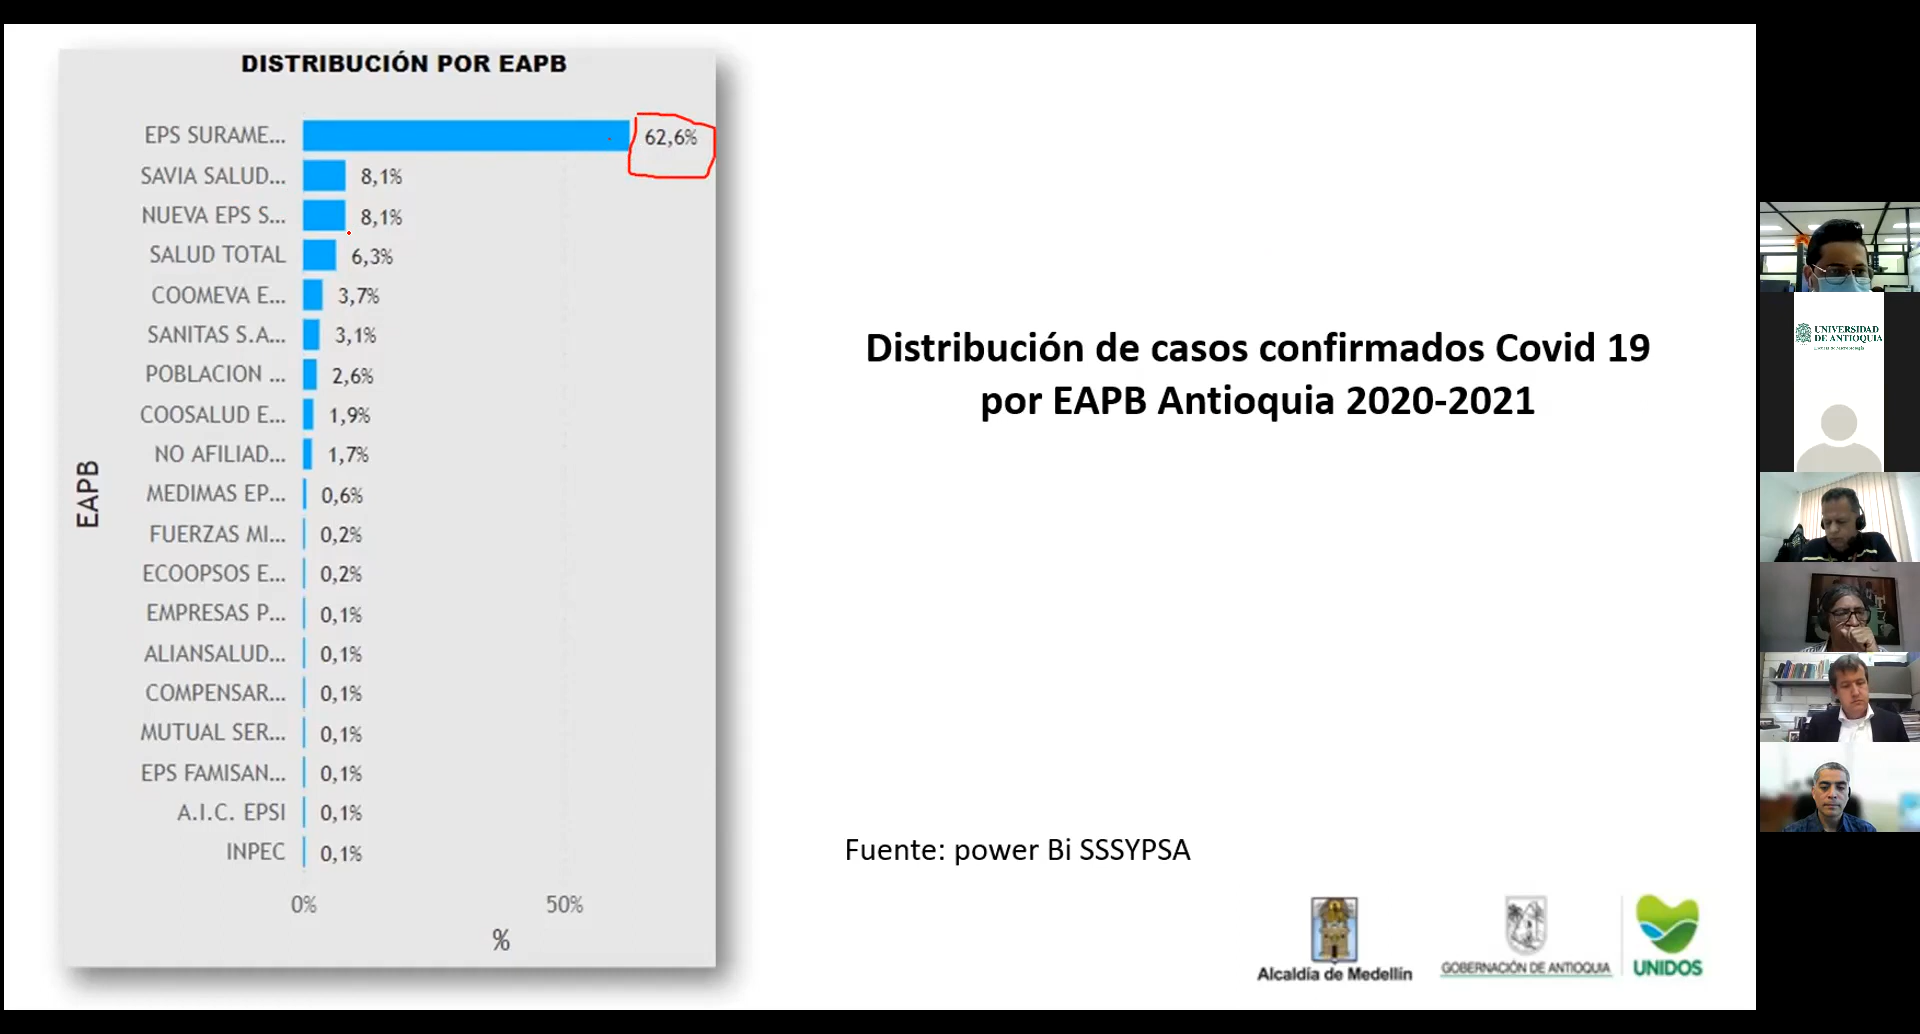 DISTRIBUCIÓN POR EAPB
EPS SURAME... 62,6%
SAVIA SALUD... 8,1%
NUEVA EPS S... 8,1%
SALUD TOTAL 6,3%
COOMEVA E... 3,7%
SANITAS S.A... 3,1%
POBLACION ... 2,6%
COOSALUD E... 1,9%
NO AFILIAD... 1,7%
MEDIMAS EP... 0,6%
FUERZAS MI... 0,2%
ECOOPSOS E... 0,2%
EMPRESAS P... 0,1%
ALIANSALUD... 0,1%
COMPENSAR... 0,1%
MUTUAL SER... 0,1%
EPS FAMISAN... 0,1%
A.I.C. EPSI 0,1%
INPEC 0,1%
EAPB
0% 50%
%
Distribución de casos confirmados Covid 19
por EAPB Antioquia 2020-2021
Fuente: power Bi SSSYPSA
Alcaldía de Medellín
GOBERNACIÓN DE ANTIOQUIA
UNIDOS
UNIVERSIDAD
DE ANTIOQUIA